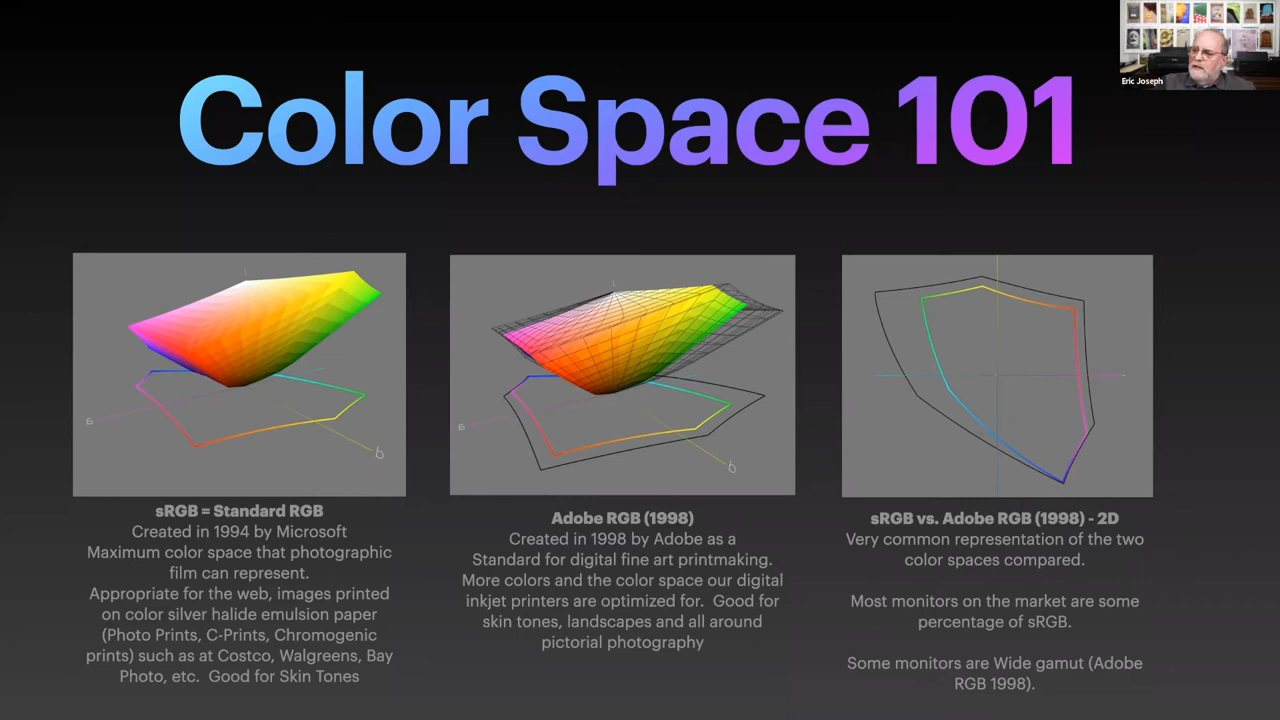 Eric Joseph
Color Space 101
L
a
b
sRGB = Standard RGB
Created in 1994 by Microsoft
Maximum color space that photographic
film can represent.
Appropriate for the web, images printed
on color silver halide emulsion paper
(Photo Prints, C-Prints, Chromogenic
prints) such as at Costco, Walgreens, Bay
Photo, etc.  Good for Skin Tones
L
a
b
Adobe RGB (1998)
Created in 1998 by Adobe as a
Standard for digital fine art printmaking.
More colors and the color space our digital
inkjet printers are optimized for.  Good for
skin tones, landscapes and all around
pictorial photography
sRGB vs. Adobe RGB (1998) - 2D
Very common representation of the two
color spaces compared.
Most monitors on the market are some
percentage of sRGB.
Some monitors are Wide gamut (Adobe
RGB 1998).